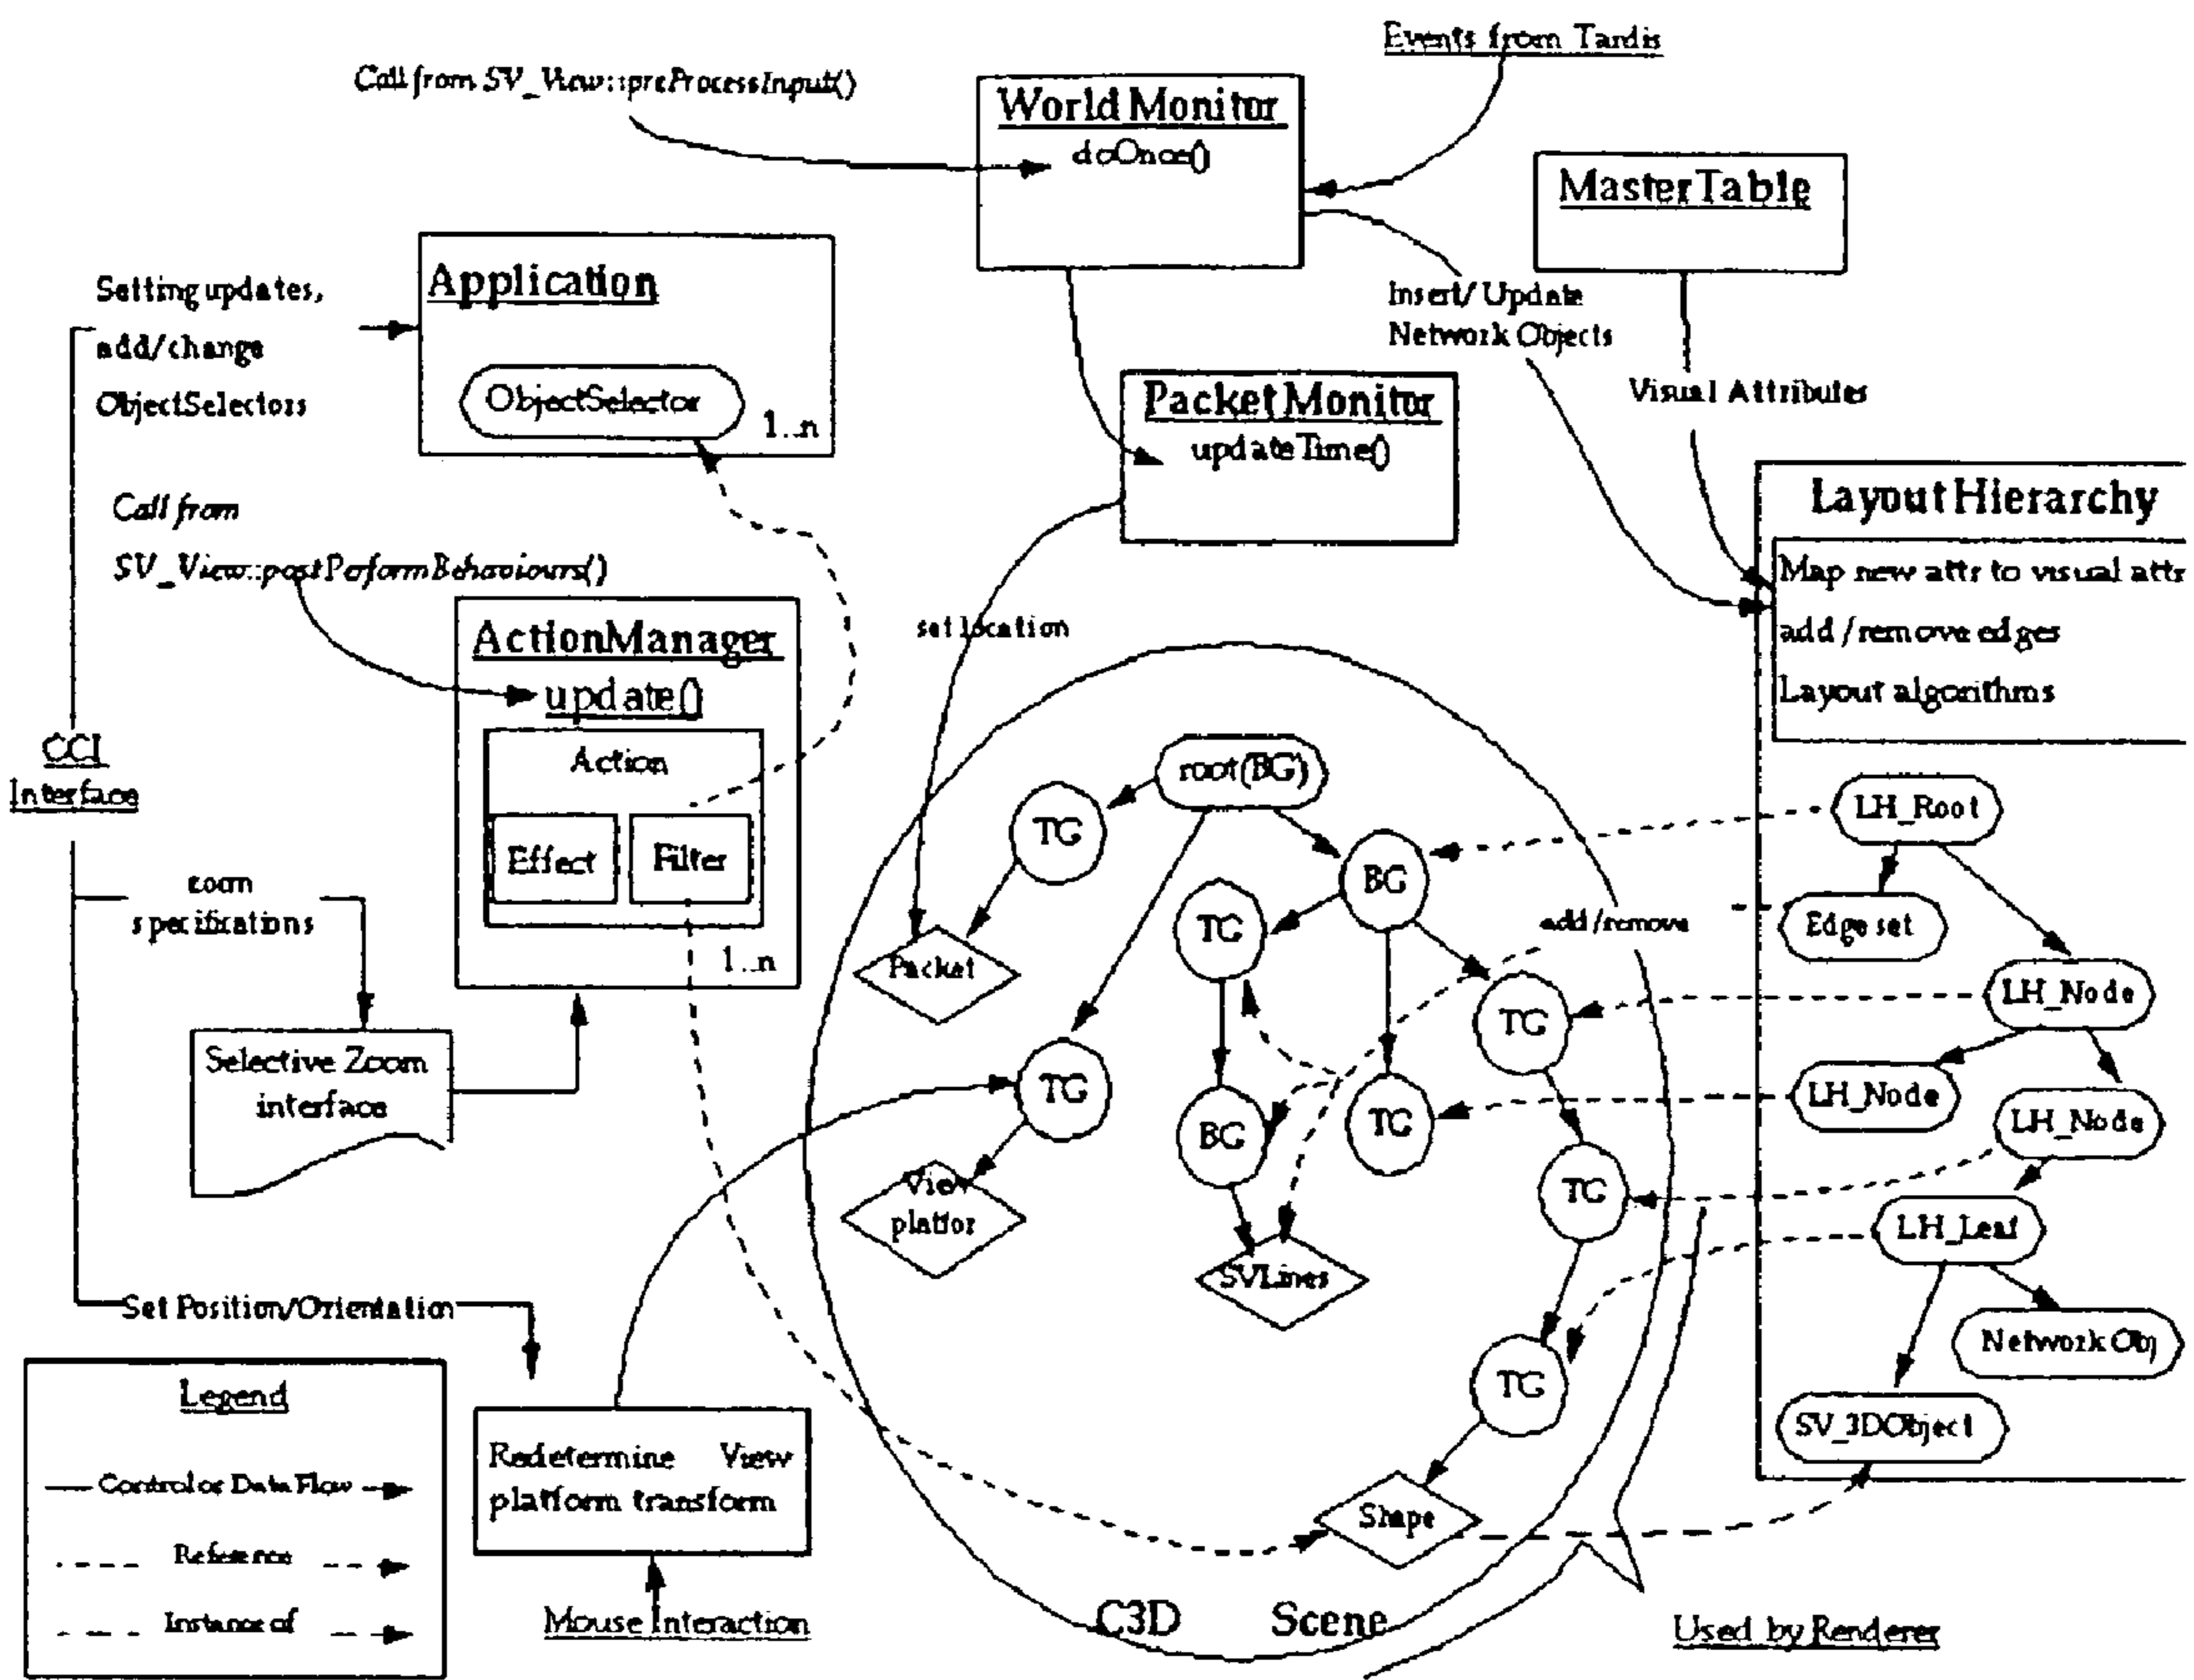 Events from Tardis
Call from SV_View::preProcessInput()
World Monitor
doOnce()
MasterTable
Setting updates,
add/change
ObjectSelectors
Application
ObjectSelector
1..n
Insert/ Update
Network Objects
Visual Attributes
Packet Monitor
updateTime()
Call from
SV_View::postPerformBehaviours()
Layout Hierarchy
Map new attr to visual attr
add / remove edges
Layout algorithms
ActionManager
update()
Action
Effect
Filter
1..n
set location
CCI
Interface
root(BG)
TG
BG
TG
TG
TG
TG
BG
TG
TG
TG
Packet
View
platfor
SVLines
Shape
add /remove
LH_Root
Edge set
LH_Node
LH_Node
LH_Node
LH_Leaf
Network Obj
SV_3DObject
zoom
specifications
Selective Zoom
interface
Set Position/Orientation
Legend
Control or Data Flow
Reference
Instance of
Redetermine View
platform transform
Mouse Interaction
C3D Scene
Used by Renderer